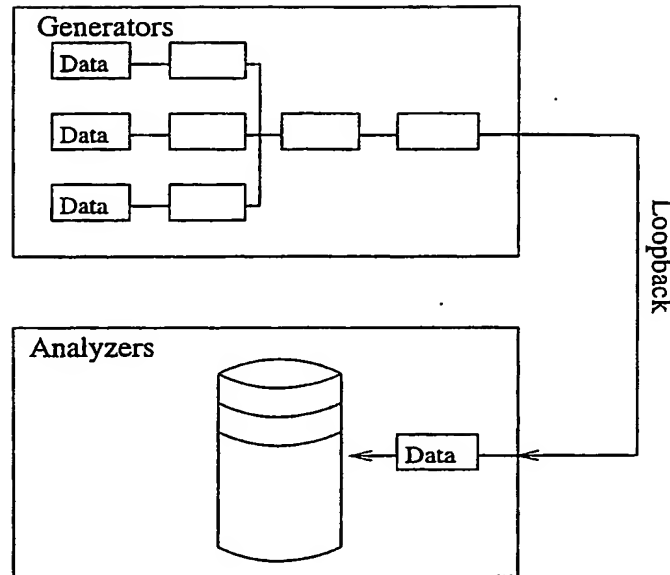 Generators
Data
Data
Data
Loopback
Analyzers
Data